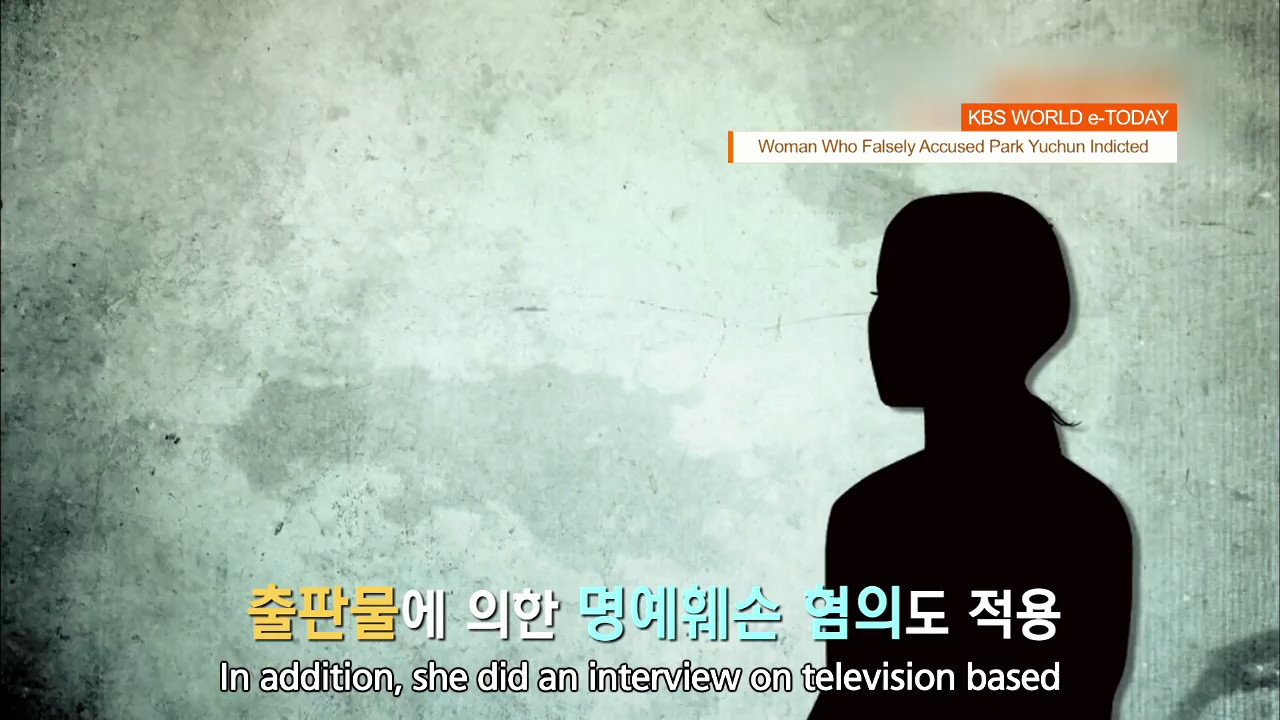 KBS WORLD e-TODAY
Woman Who Falsely Accused Park Yuchun Indicted
출판물에 의한 명예훼손 혐의도 적용
In addition, she did an interview on television based